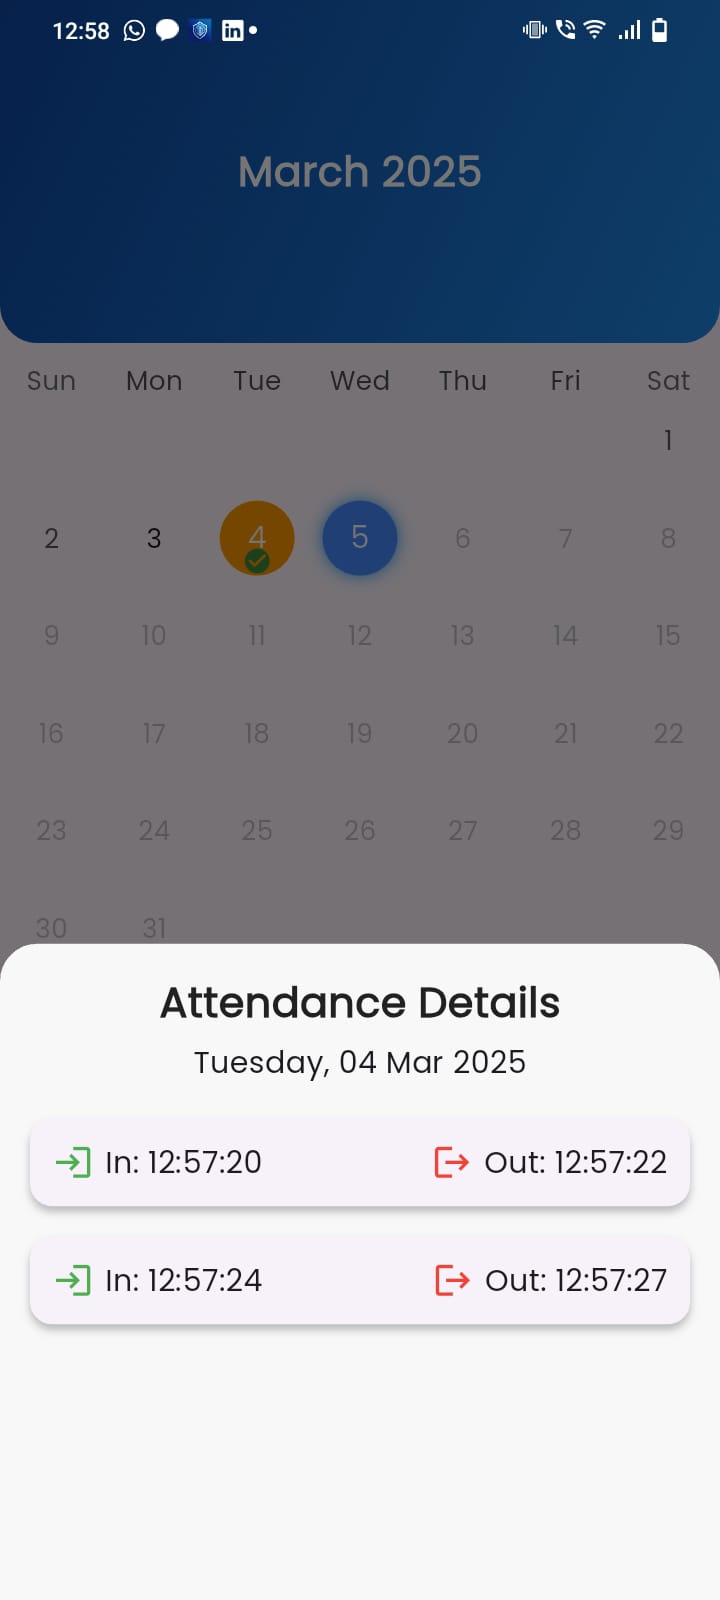 12:58
March 2025
Sun Mon Tue Wed Thu Fri Sat
1
2 3 4 5 6 7 8
9 10 11 12 13 14 15
16 17 18 19 20 21 22
23 24 25 26 27 28 29
30 31
Attendance Details
Tuesday, 04 Mar 2025
In: 12:57:20 Out: 12:57:22
In: 12:57:24 Out: 12:57:27